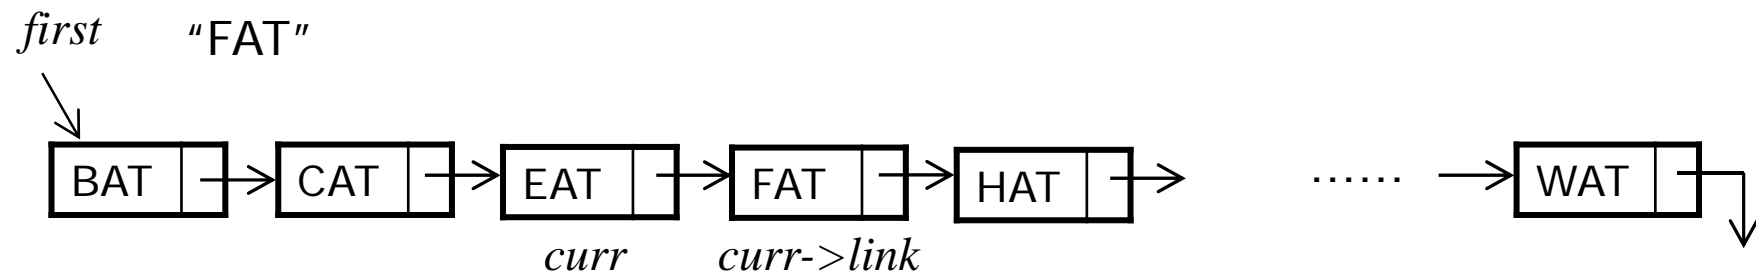 first “FAT”
BAT CAT EAT FAT HAT ...... WAT
curr curr->link